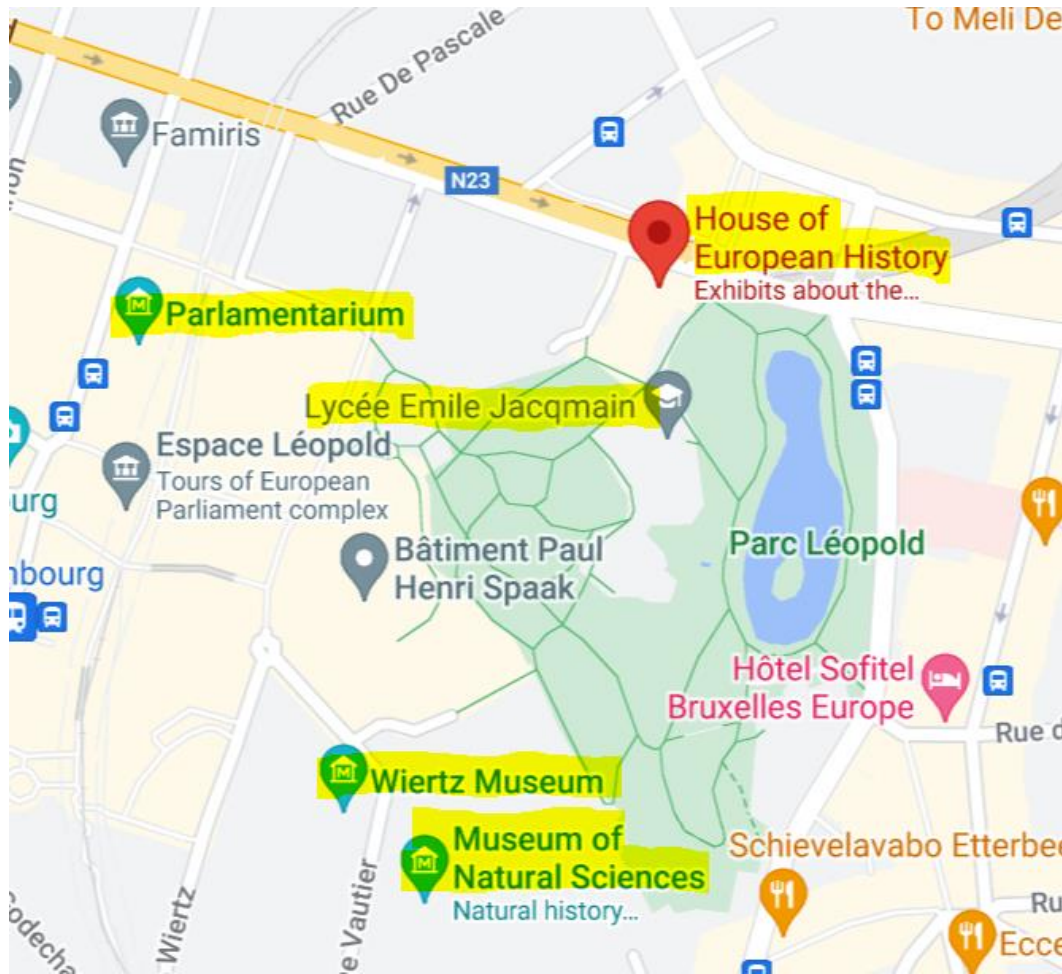 To Meli De
Rue De Pascale
Famiris
N23
House of
European History
Exhibits about the...
Parlamentarium
Lycée Emile Jacqmain
Espace Léopold
Tours of European
Parliament complex
urg
Bâtiment Paul
Henri Spaak
Parc Léopold
nbourg
Hôtel Sofitel
Bruxelles Europe
Rue d
Wiertz Museum
Museum of
Natural Sciences
Natural history...
Schievelavabo Etterbee
Wiertz
e Vautier
Godecha
Ru
Ecce